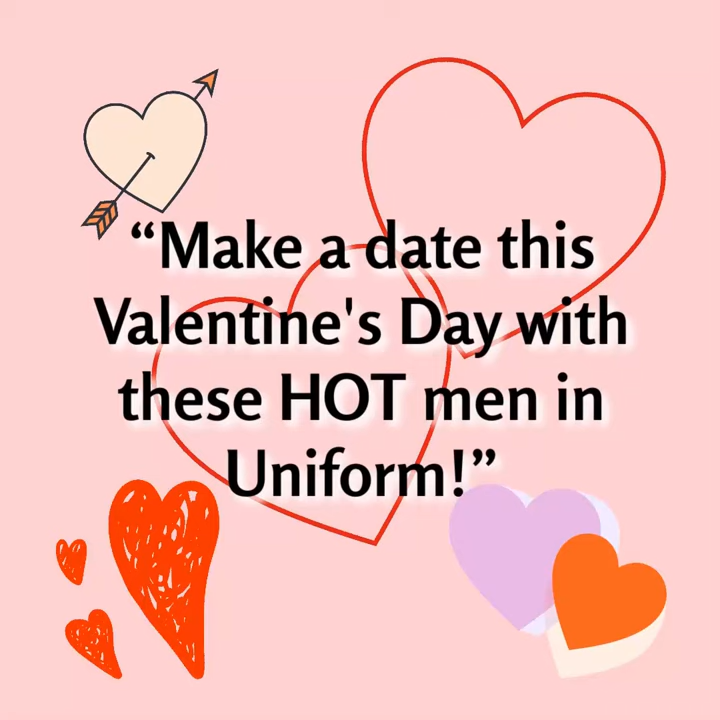 “Make a date this
Valentine's Day with
these HOT men in
Uniform!”